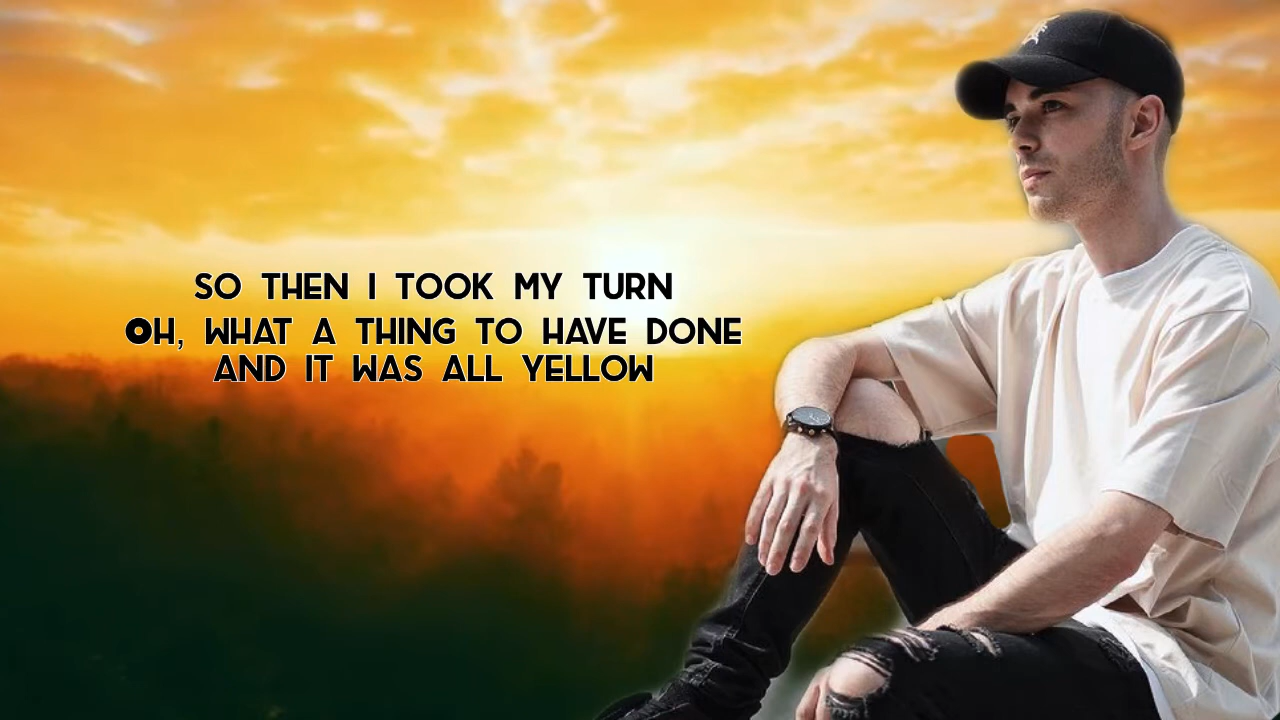 SO THEN I TOOK MY TURN
OH, WHAT A THING TO HAVE DONE
AND IT WAS ALL YELLOW